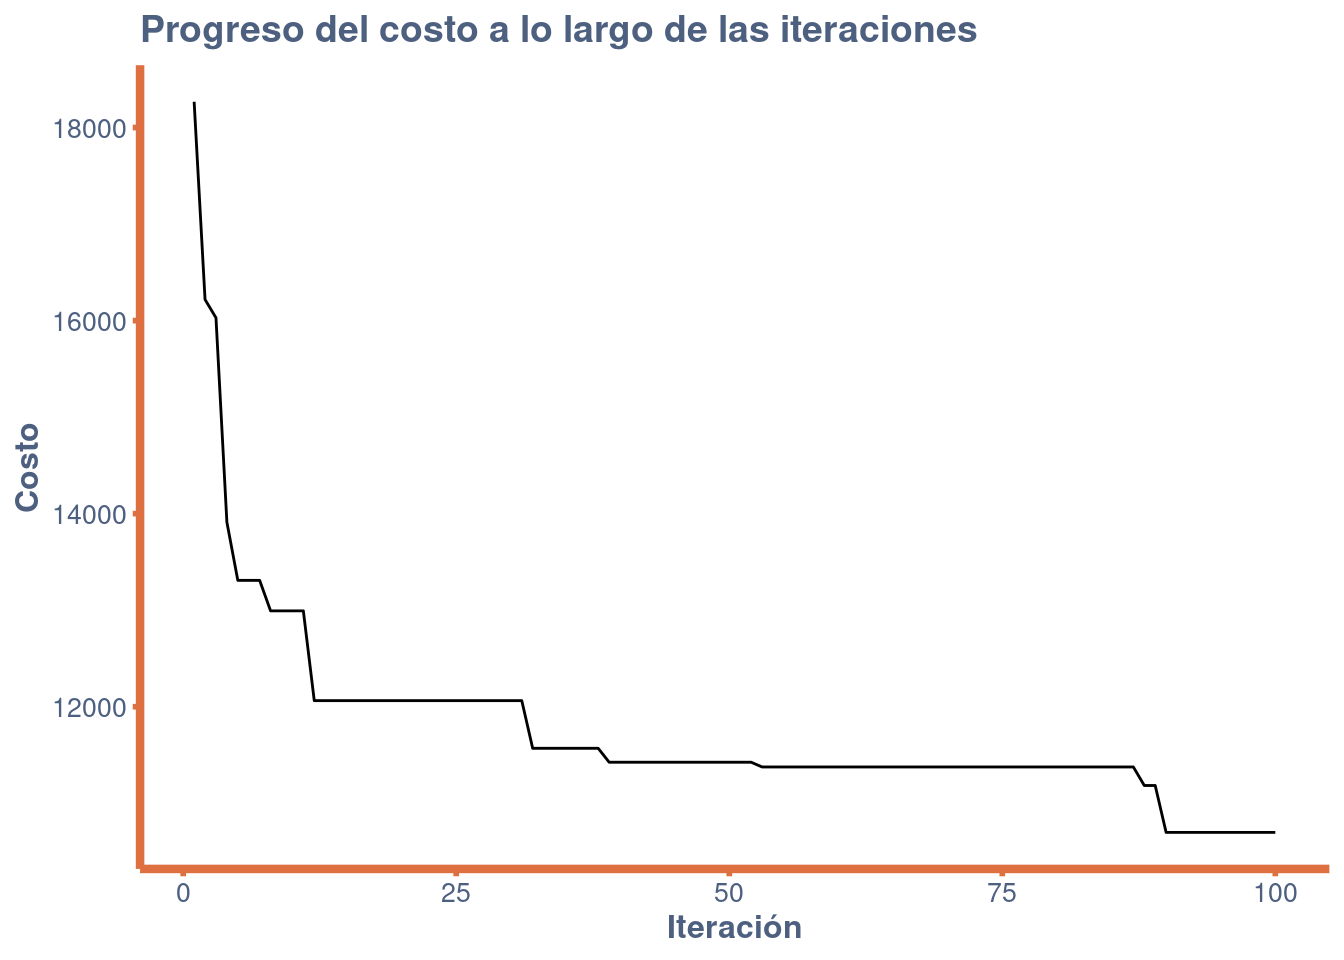 Progreso del costo a lo largo de las iteraciones
Costo
18000
16000
14000
12000
0 25 50 75 100
Iteración